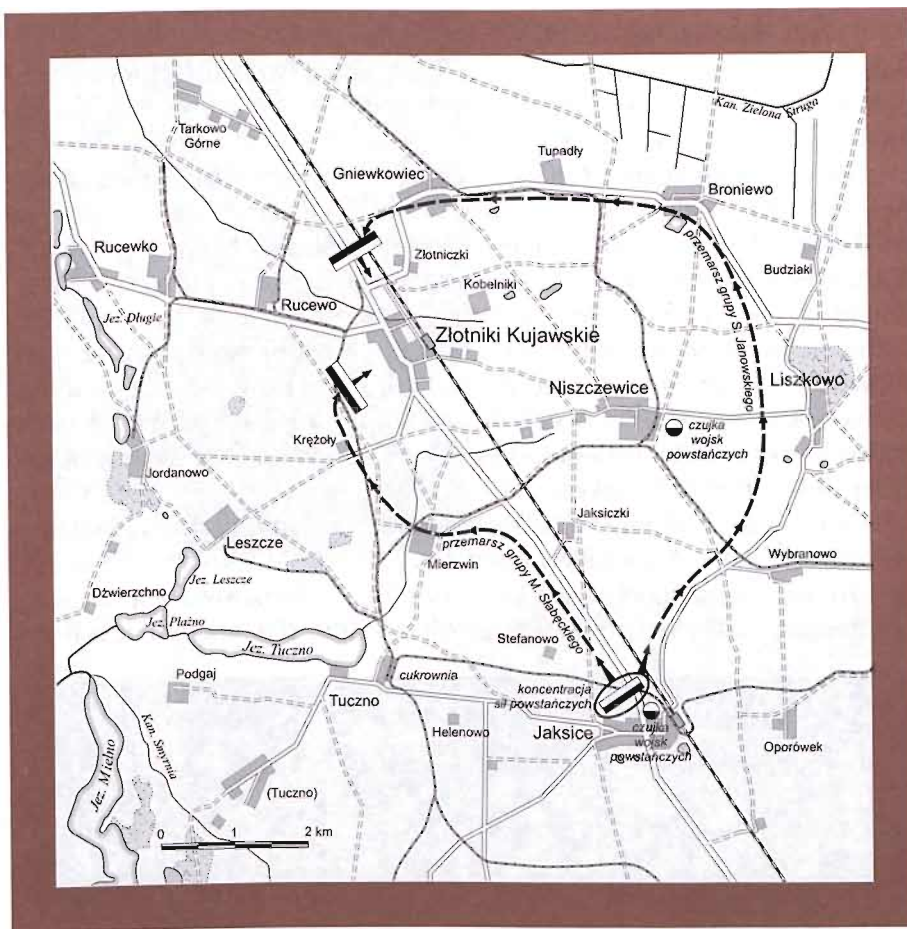 Kan. Zielona Struga
Tarkowo
Górne
Tupadły
Gniewkowiec
Broniewo
przemarsz grupy S. Janowskiego
Rucewko
Złotniczki
Budziaki
Kobelniki
Rucewo
Jez. Długie
Złotniki Kujawskie
Niszczewice
Liszkowo
czujka
wojsk
powstańczych
Krężoły
Jordanowo
Jaksiczki
Leszcze
przemarsz grupy M. Słabęckiego
Mierzwin
Wybranowo
Jez. Leszcze
Dźwierzchno
Jez. Płaźno
Stefanowo
Jez. Tuczno
Podgaj
cukrownia
koncentracja
sił powstańczych
Tuczno
Jez. Mielno
Kan. Smyrnia
Helenowo
Jaksice
czujka
wojsk
powstańczych
Oporówek
(Tuczno)
0 1 2 km